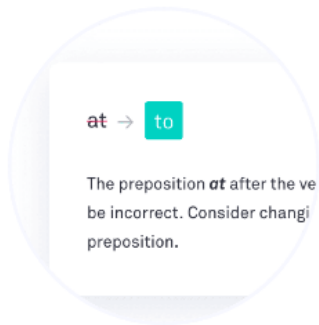 at → to
The preposition at after the ve
be incorrect. Consider changi
preposition.